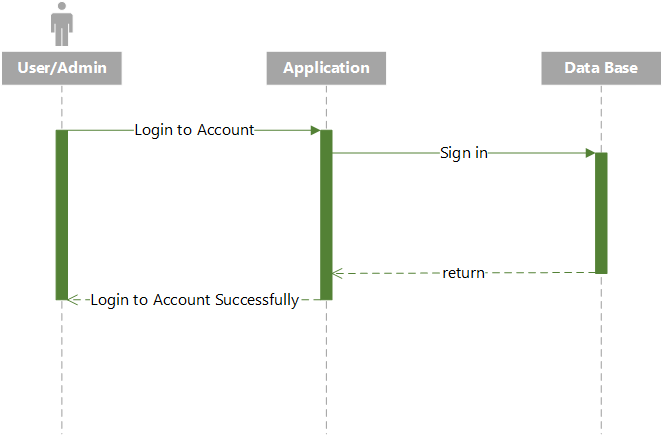 User/Admin
Application
Data Base
Login to Account
Sign in
return
Login to Account Successfully